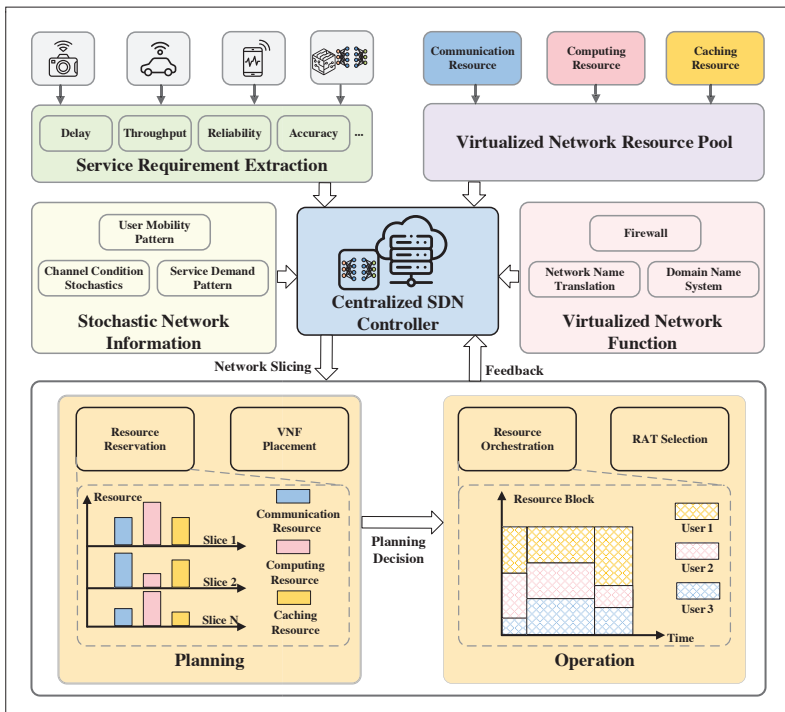 Communication
Resource
Computing
Resource
Caching
Resource
Delay
Throughput
Reliability
Accuracy
...
Service Requirement Extraction
Virtualized Network Resource Pool
User Mobility
Pattern
Channel Condition
Stochastics
Service Demand
Pattern
Stochastic Network
Information
Centralized SDN
Controller
Firewall
Network Name
Translation
Domain Name
System
Virtualized Network
Function
Network Slicing
Feedback
Resource
Reservation
VNF
Placement
Resource
Slice 1
Slice 2
Slice N
Communication
Resource
Computing
Resource
Caching
Resource
Planning
Planning
Decision
Resource
Orchestration
RAT Selection
Resource Block
Time
User 1
User 2
User 3
Operation